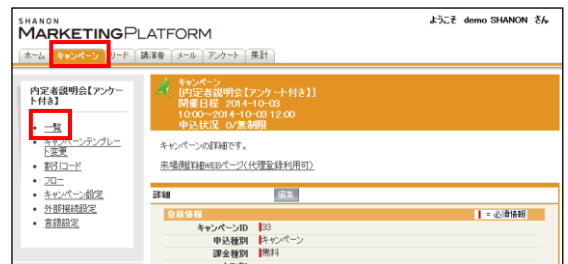 SHANON
MARKETINGPLATFORM
ようこそ demo SHANON さん
ホーム キャンペーン リード 講演者 メール アンケート 集計
内定者説明会【アンケー
ト付き】
一覧
キャンペーンテンプレー
ト変更
割引コード
フロー
キャンペーン設定
外部接続設定
言語設定
キャンペーン
[内定者説明会【アンケート付き】]
開催日程 2014-10-03
10:00～2014-10-03 12:00
申込状況 0/無制限
キャンペーンの詳細です。
来場側詳細WEBページ(代理登録利用可)
詳細 編集
登録情報 = 必須情報
キャンペーンID 33
申込種別 キャンペーン
課金種別 無料